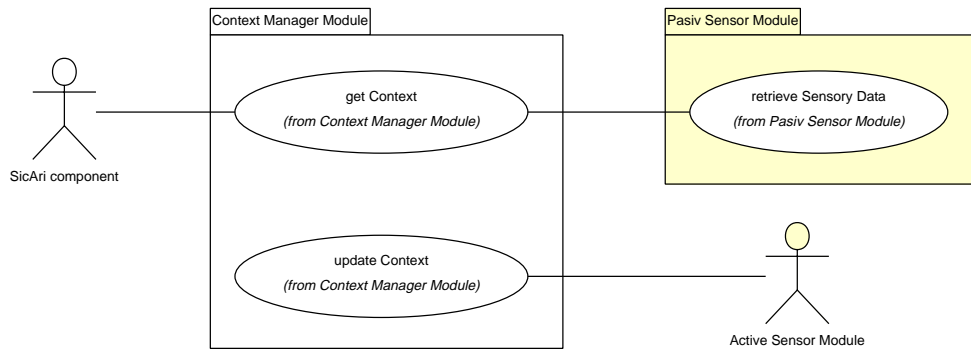 Context Manager Module
Pasiv Sensor Module
get Context
(from Context Manager Module)
retrieve Sensory Data
(from Pasiv Sensor Module)
SicAri component
update Context
(from Context Manager Module)
Active Sensor Module